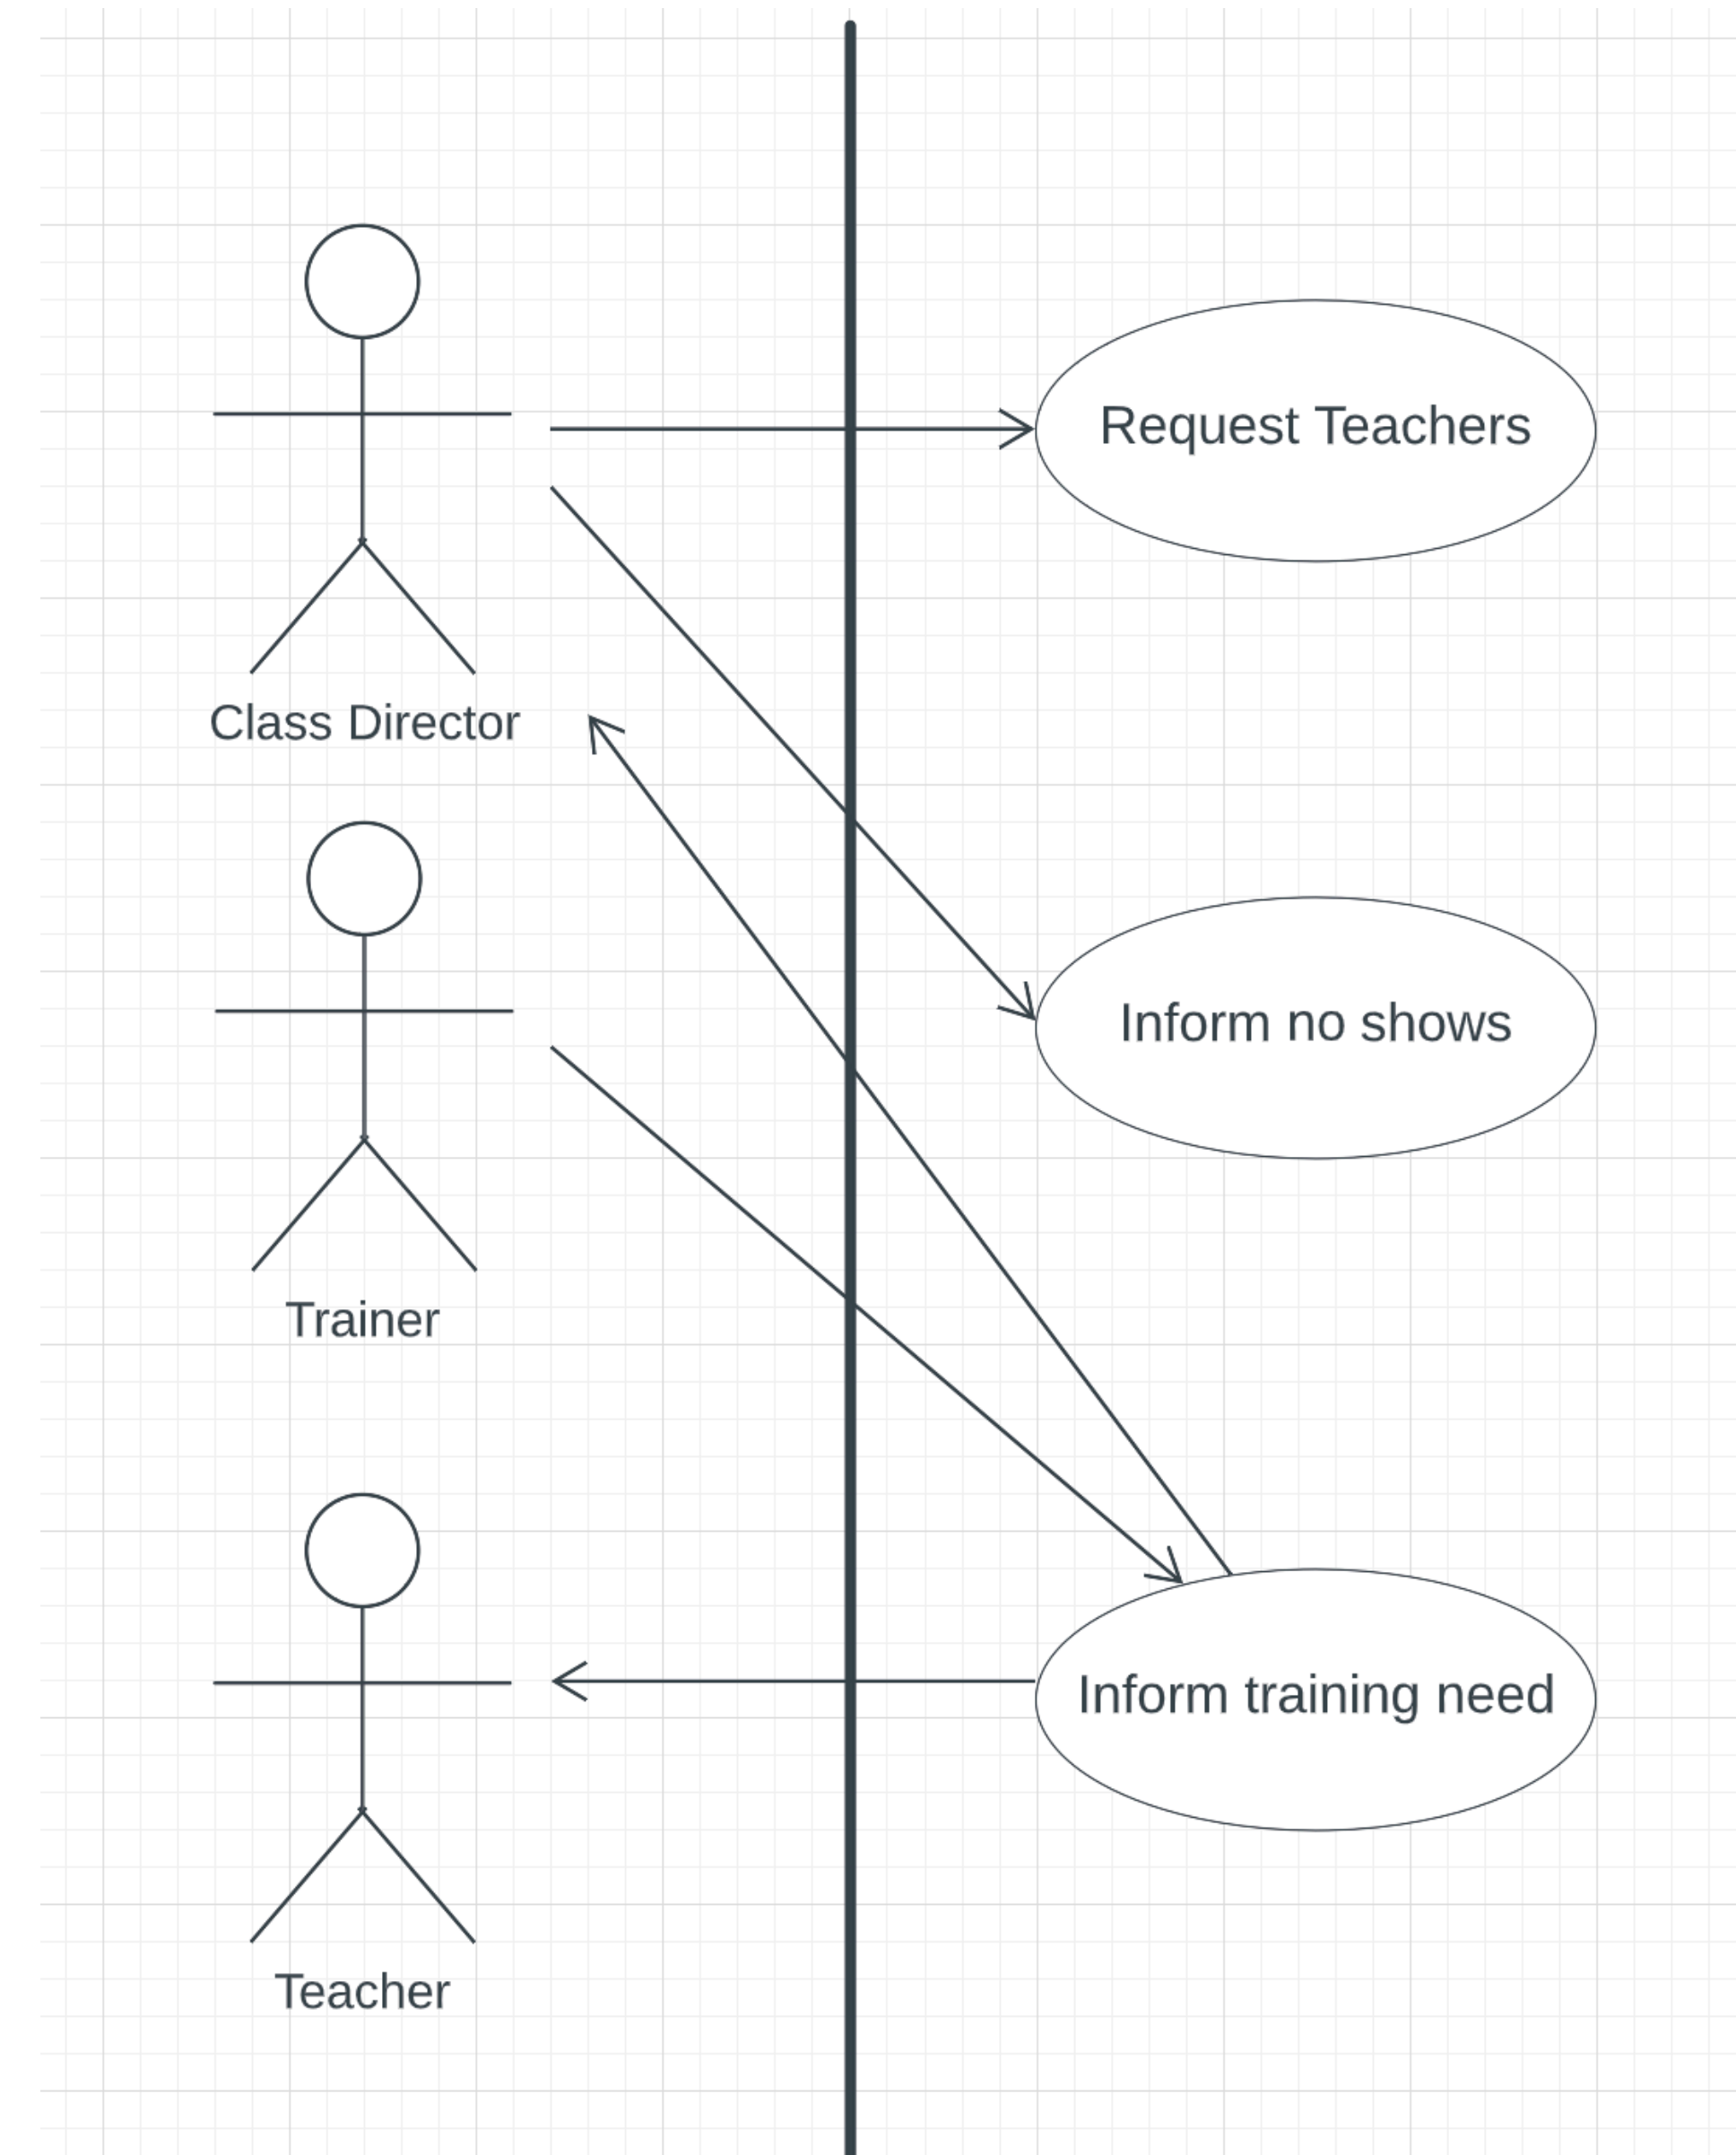 Request Teachers
Class Director
Inform no shows
Trainer
Inform training need
Teacher